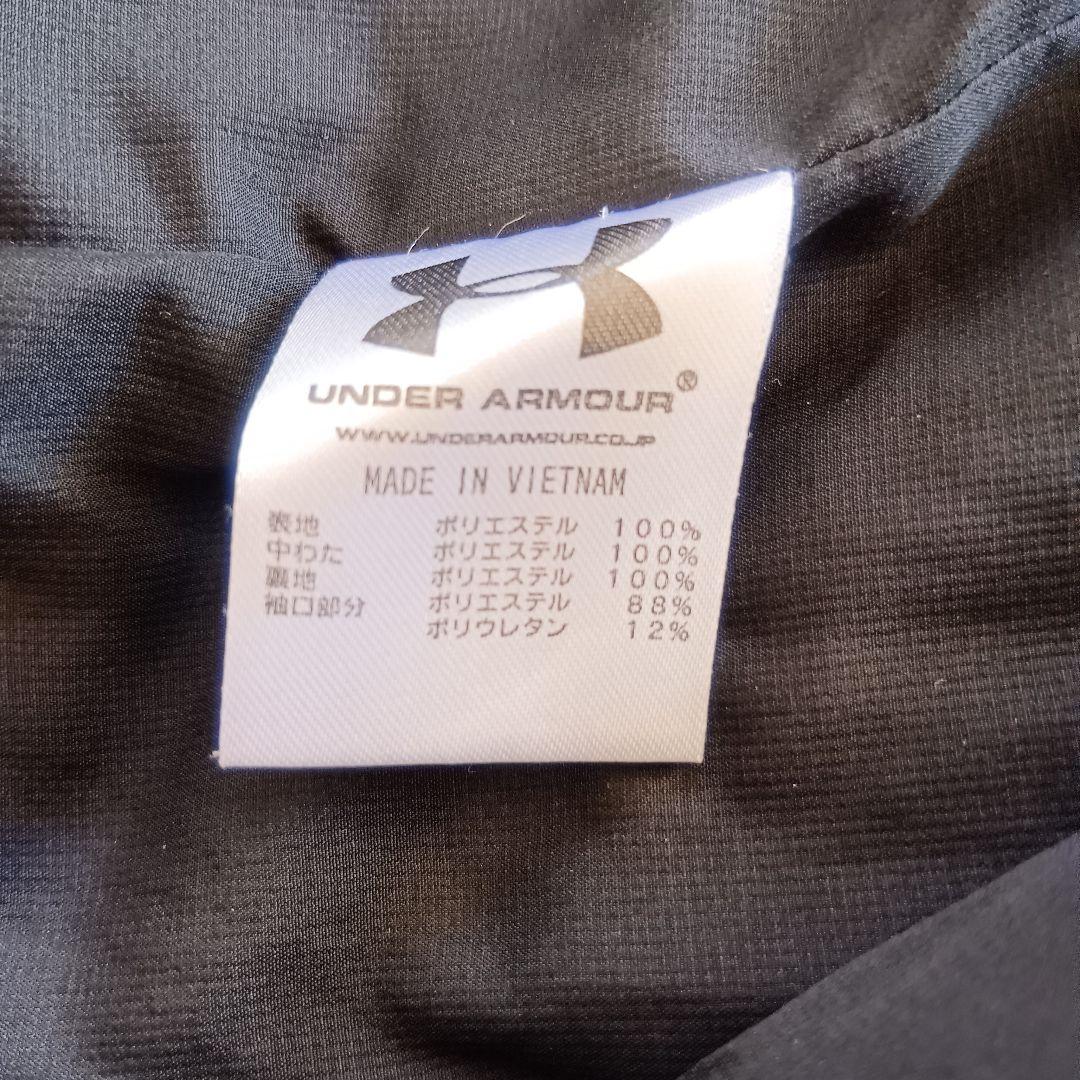 UNDER ARMOUR®
WWW.UNDERARMOUR.CO.JP
MADE IN VIETNAM
表地 ポリエステル 100%
中わた ポリエステル 100%
裏地 ポリエステル 100%
袖口部分 ポリエステル 88%
ポリウレタン 12%